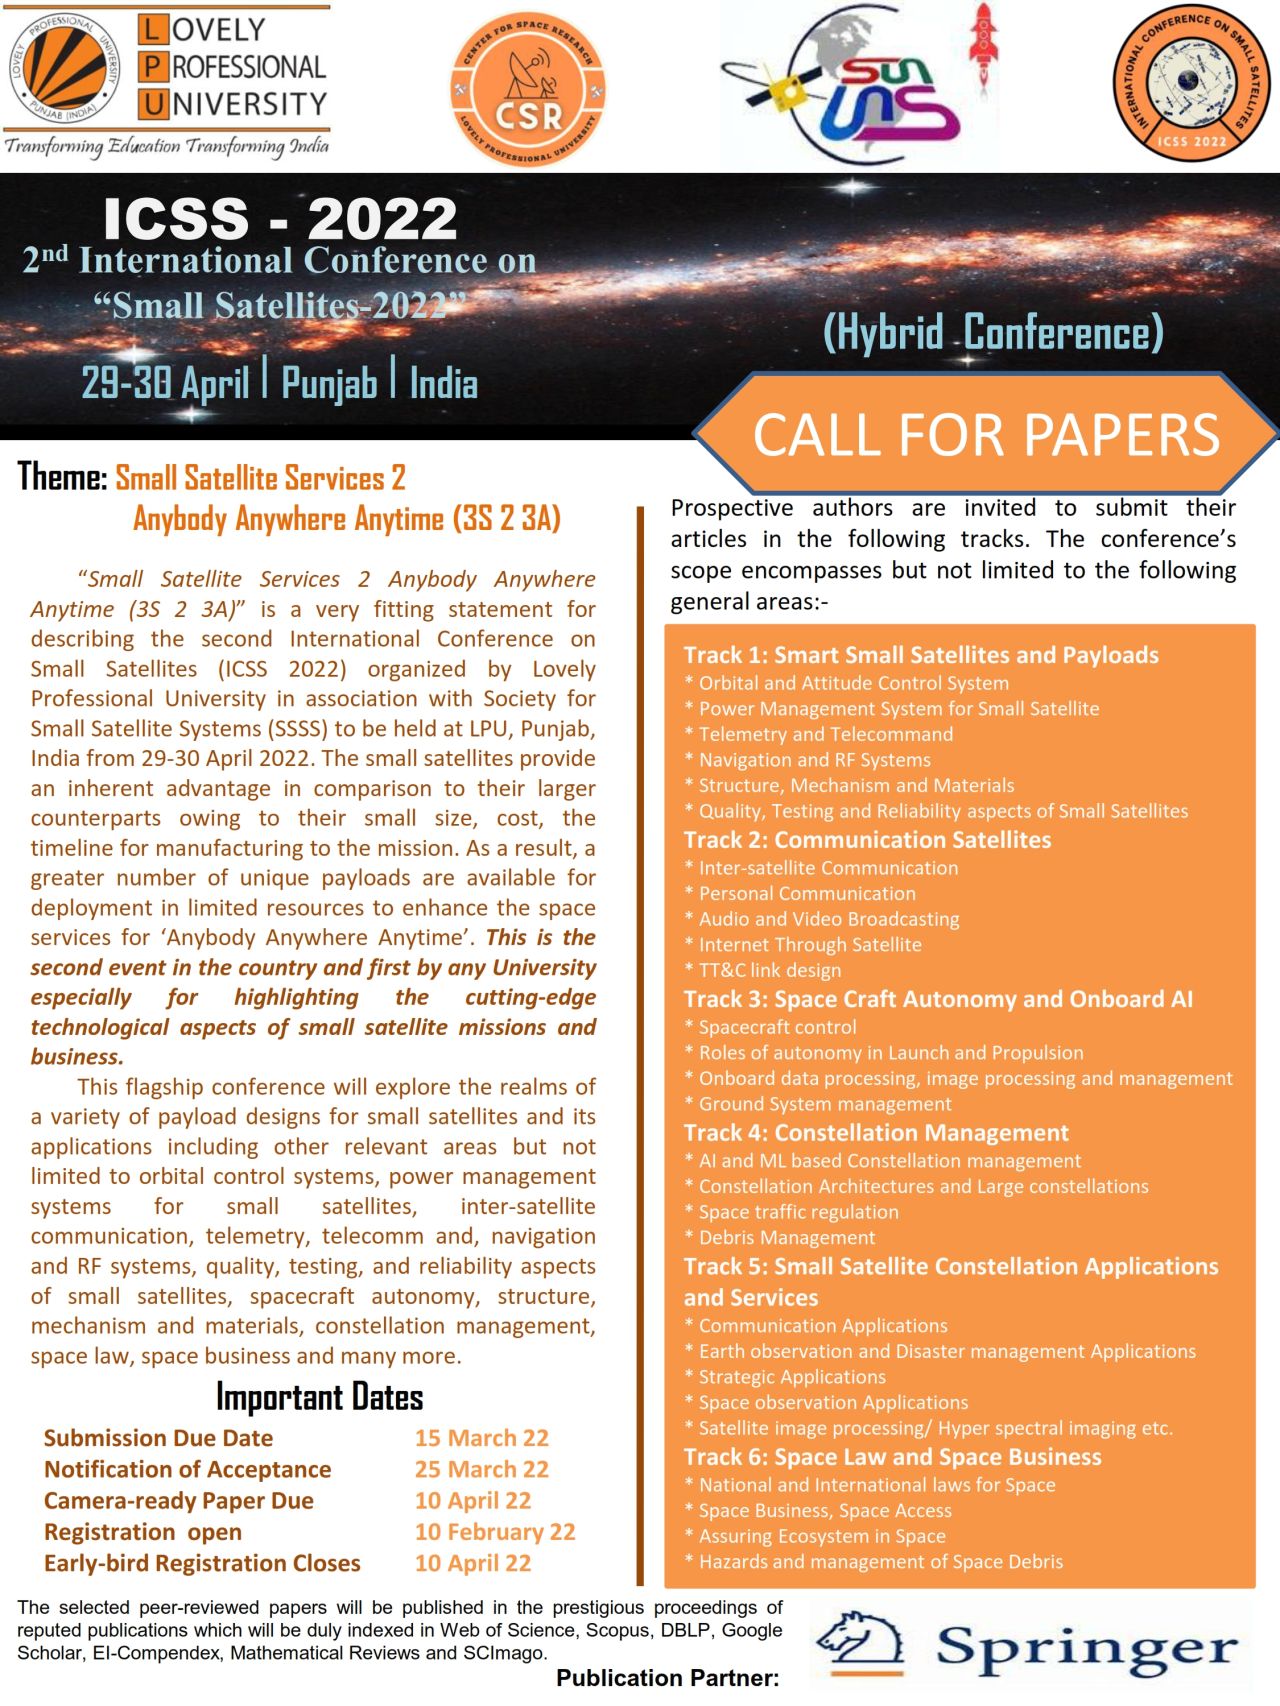 LOVELY
PROFESSIONAL
UNIVERSITY
LOVELY PROFESSIONAL UNIVERSITY
PUNJAB (INDIA)
Transforming Education Transforming India
CENTER FOR SPACE RESEARCH
CSR
LOVELY PROFESSIONAL UNIVERSITY
SUN
INTERNATIONAL CONFERENCE ON SMALL SATELLITES
ICSS 2022
ICSS - 2022
2nd International Conference on
“Small Satellites-2022”
29-30 April | Punjab | India
(Hybrid Conference)
CALL FOR PAPERS
Theme: Small Satellite Services 2
Anybody Anywhere Anytime (3S 2 3A)
“Small Satellite Services 2 Anybody Anywhere
Anytime (3S 2 3A)” is a very fitting statement for
describing the second International Conference on
Small Satellites (ICSS 2022) organized by Lovely
Professional University in association with Society for
Small Satellite Systems (SSSS) to be held at LPU, Punjab,
India from 29-30 April 2022. The small satellites provide
an inherent advantage in comparison to their larger
counterparts owing to their small size, cost, the
timeline for manufacturing to the mission. As a result, a
greater number of unique payloads are available for
deployment in limited resources to enhance the space
services for ‘Anybody Anywhere Anytime’. This is the
second event in the country and first by any University
especially for highlighting the cutting-edge
technological aspects of small satellite missions and
business.
This flagship conference will explore the realms of
a variety of payload designs for small satellites and its
applications including other relevant areas but not
limited to orbital control systems, power management
systems for small satellites, inter-satellite
communication, telemetry, telecomm and, navigation
and RF systems, quality, testing, and reliability aspects
of small satellites, spacecraft autonomy, structure,
mechanism and materials, constellation management,
space law, space business and many more.
Important Dates
Submission Due Date 15 March 22
Notification of Acceptance 25 March 22
Camera-ready Paper Due 10 April 22
Registration open 10 February 22
Early-bird Registration Closes 10 April 22
Prospective authors are invited to submit their
articles in the following tracks. The conference’s
scope encompasses but not limited to the following
general areas:-
Track 1: Smart Small Satellites and Payloads
* Orbital and Attitude Control System
* Power Management System for Small Satellite
* Telemetry and Telecommand
* Navigation and RF Systems
* Structure, Mechanism and Materials
* Quality, Testing and Reliability aspects of Small Satellites
Track 2: Communication Satellites
* Inter-satellite Communication
* Personal Communication
* Audio and Video Broadcasting
* Internet Through Satellite
* TT&C link design
Track 3: Space Craft Autonomy and Onboard AI
* Spacecraft control
* Roles of autonomy in Launch and Propulsion
* Onboard data processing, image processing and management
* Ground System management
Track 4: Constellation Management
* AI and ML based Constellation management
* Constellation Architectures and Large constellations
* Space traffic regulation
* Debris Management
Track 5: Small Satellite Constellation Applications
and Services
* Communication Applications
* Earth observation and Disaster management Applications
* Strategic Applications
* Space observation Applications
* Satellite image processing/ Hyper spectral imaging etc.
Track 6: Space Law and Space Business
* National and International laws for Space
* Space Business, Space Access
* Assuring Ecosystem in Space
* Hazards and management of Space Debris
The selected peer-reviewed papers will be published in the prestigious proceedings of
reputed publications which will be duly indexed in Web of Science, Scopus, DBLP, Google
Scholar, EI-Compendex, Mathematical Reviews and SCImago.
Publication Partner:
Springer